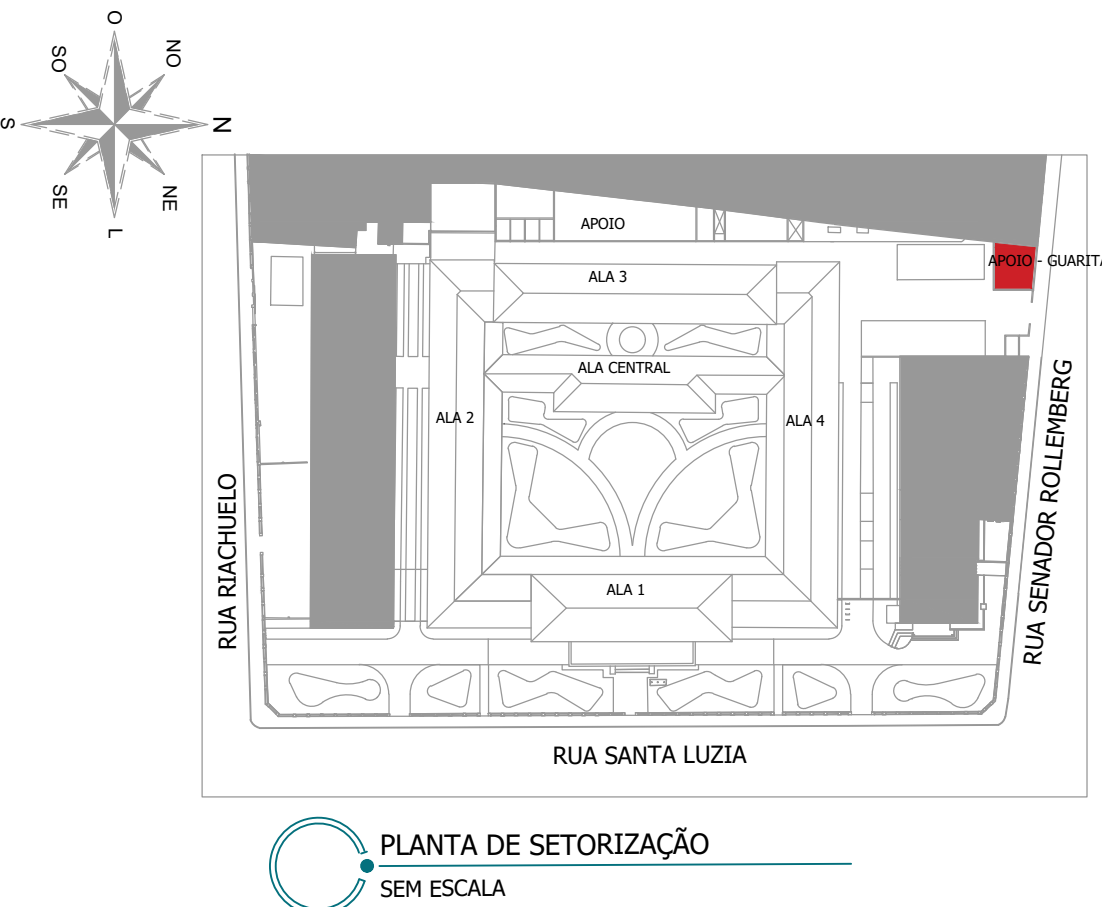 O
NO
SO
N
S
NE
SE
L
APOIO
APOIO - GUARITA
ALA 3
ALA CENTRAL
ALA 2
ALA 4
ALA 1
RUA RIACHUELO
RUA SENADOR ROLLEMBERG
RUA SANTA LUZIA
PLANTA DE SETORIZAÇÃO
SEM ESCALA